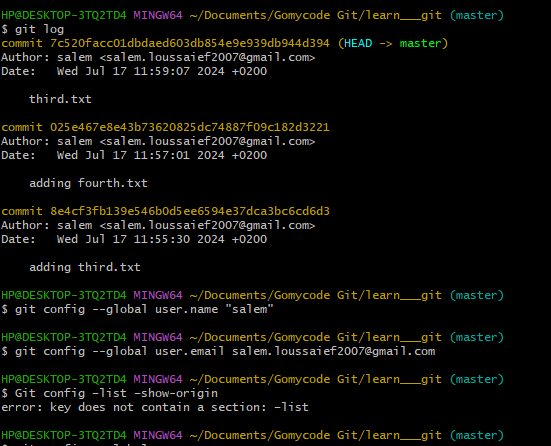 HP@DESKTOP-3TQ2TD4 MINGW64 ~/Documents/Gomycode Git/learn___git (master)
$ git log
commit 7c520facc01dbdaed603db854e9e939db944d394 (HEAD -> master)
Author: salem <salem.loussaief2007@gmail.com>
Date:   Wed Jul 17 11:59:07 2024 +0200
    third.txt
commit 025e467e8e43b73620825dc74887f09c182d3221
Author: salem <salem.loussaief2007@gmail.com>
Date:   Wed Jul 17 11:57:01 2024 +0200
    adding fourth.txt
commit 8e4cf3fb139e546b0d5ee6594e37dca3bc6cd6d3
Author: salem <salem.loussaief2007@gmail.com>
Date:   Wed Jul 17 11:55:30 2024 +0200
    adding third.txt
HP@DESKTOP-3TQ2TD4 MINGW64 ~/Documents/Gomycode Git/learn___git (master)
$ git config --global user.name "salem"
HP@DESKTOP-3TQ2TD4 MINGW64 ~/Documents/Gomycode Git/learn___git (master)
$ git config --global user.email salem.loussaief2007@gmail.com
HP@DESKTOP-3TQ2TD4 MINGW64 ~/Documents/Gomycode Git/learn___git (master)
$ Git config -list -show-origin
error: key does not contain a section: -list
HP@DESKTOP-3TQ2TD4 MINGW64 ~/Documents/Gomycode Git/learn___git (master)